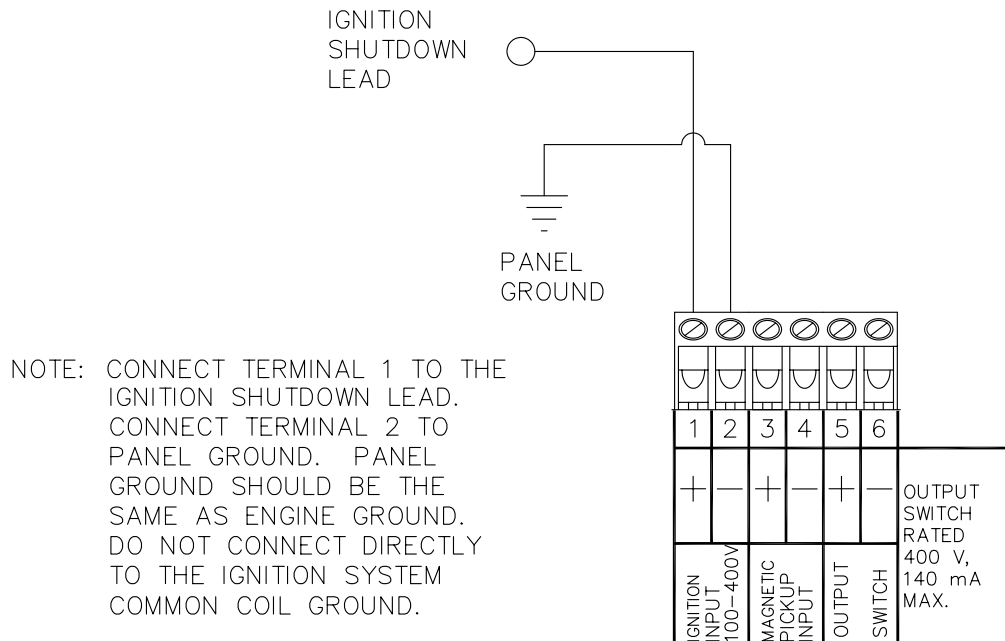 IGNITION
SHUTDOWN
LEAD
PANEL
GROUND
NOTE: CONNECT TERMINAL 1 TO THE
IGNITION SHUTDOWN LEAD.
CONNECT TERMINAL 2 TO
PANEL GROUND. PANEL
GROUND SHOULD BE THE
SAME AS ENGINE GROUND.
DO NOT CONNECT DIRECTLY
TO THE IGNITION SYSTEM
COMMON COIL GROUND.
1 2 3 4 5 6
+ − + − + −
OUTPUT
SWITCH
RATED
400 V,
140 mA
MAX.
IGNITION
INPUT
100-400V
MAGNETIC
PICKUP
INPUT
OUTPUT
SWITCH